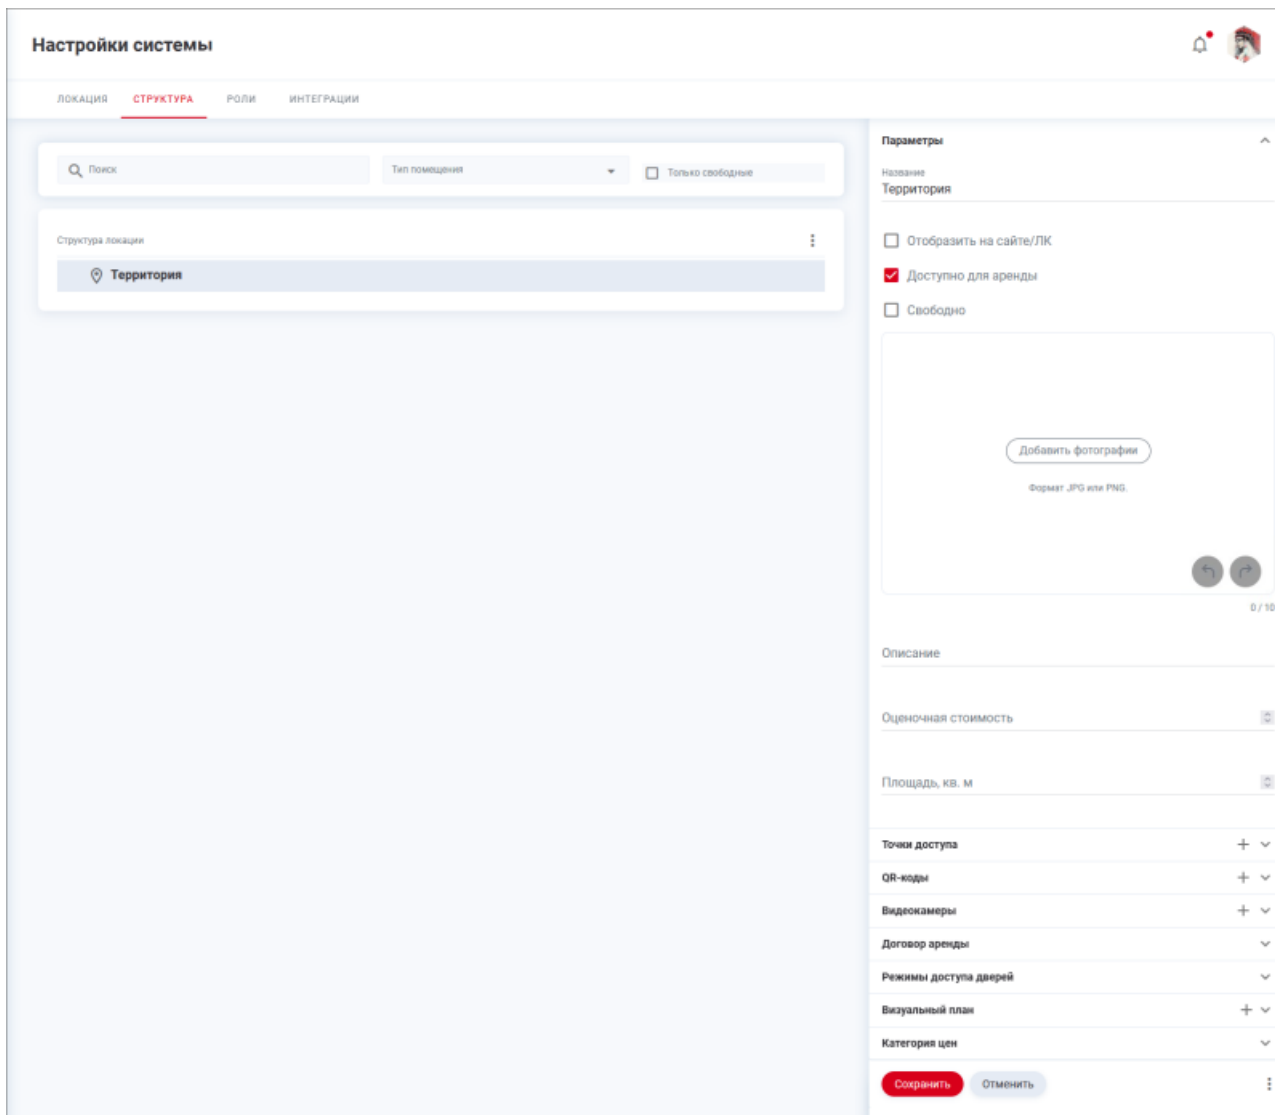 Настройки системы
ЛОКАЦИЯ СТРУКТУРА РОЛИ ИНТЕГРАЦИИ
Поиск Тип помещения Только свободные
Структура локации
Территория
Параметры
Название
Территория
Отобразить на сайте/ЛК
Доступно для аренды
Свободно
Добавить фотографии
Формат JPG или PNG.
0 / 10
Описание
Оценочная стоимость
Площадь, кв. м
Точки доступа
QR-коды
Видеокамеры
Договор аренды
Режимы доступа дверей
Визуальный план
Категория цен
Сохранить Отменить